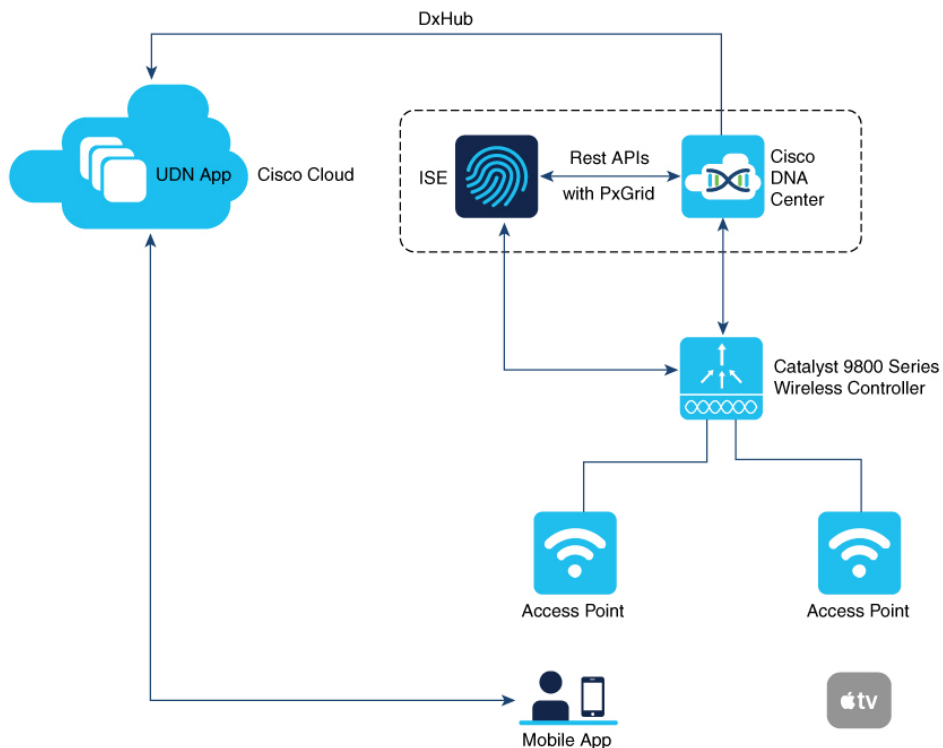 DxHub
UDN App
Cisco Cloud
ISE
Rest APIs
with PxGrid
Cisco
DNA
Center
Catalyst 9800 Series
Wireless Controller
Access Point
Access Point
Mobile App
tv